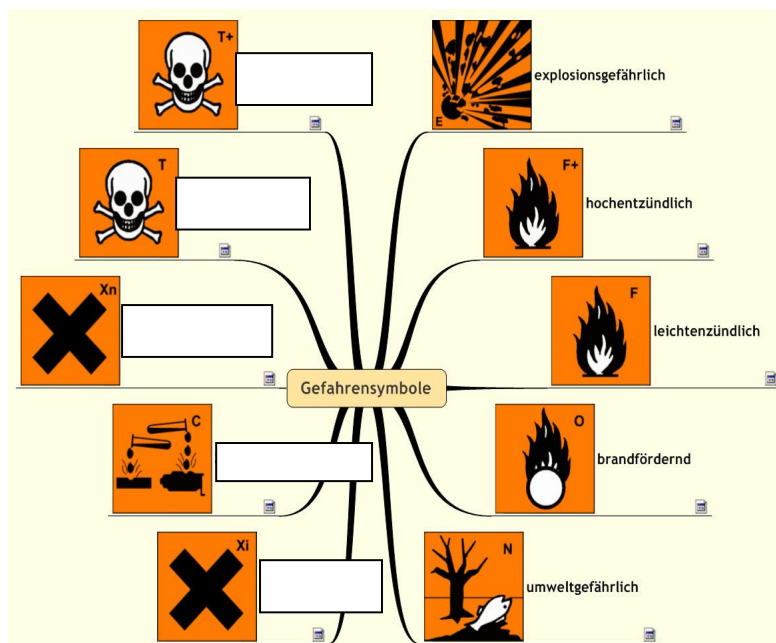 T+
T
Xn
C
Xi
Gefahrensymbole
E
explosionsgefährlich
F+
hochentzündlich
F
leichtenzündlich
O
brandfördernd
N
umweltgefährlich